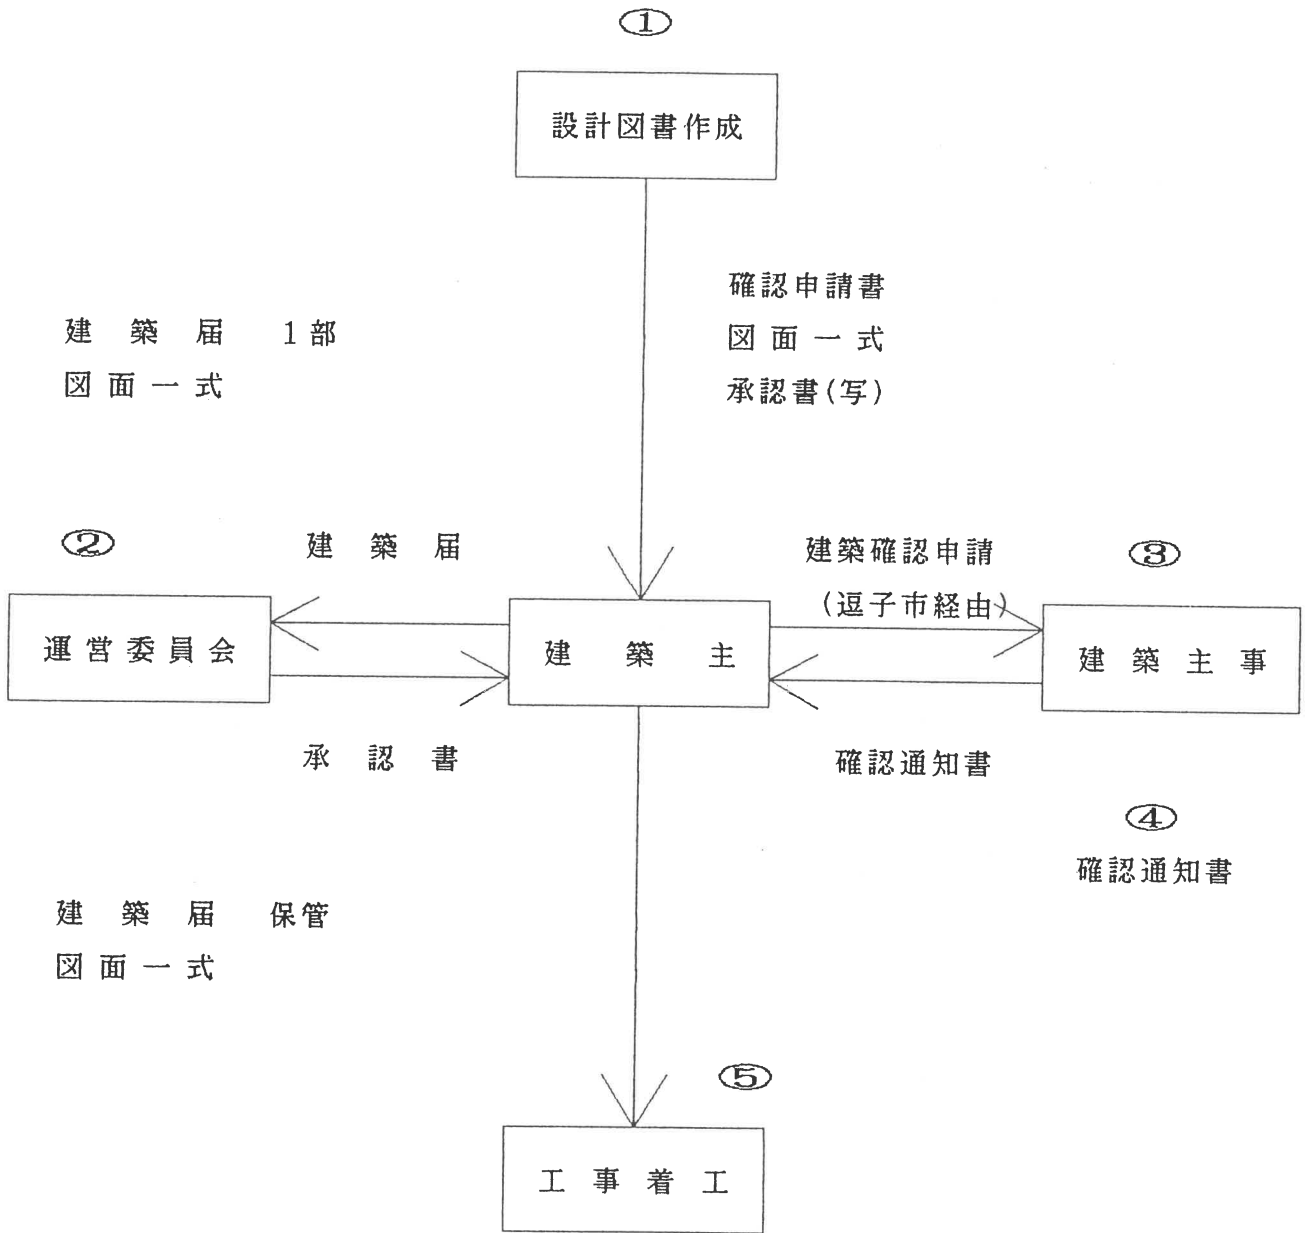 ①
設計図書作成
確認申請書
図面一式
承認書(写)
建築届 1部
図面一式
②
建築届
建築確認申請
(逗子市経由)
③
運営委員会
建築主
建築主事
承認書
確認通知書
④
確認通知書
建築届 保管
図面一式
⑤
工事着工